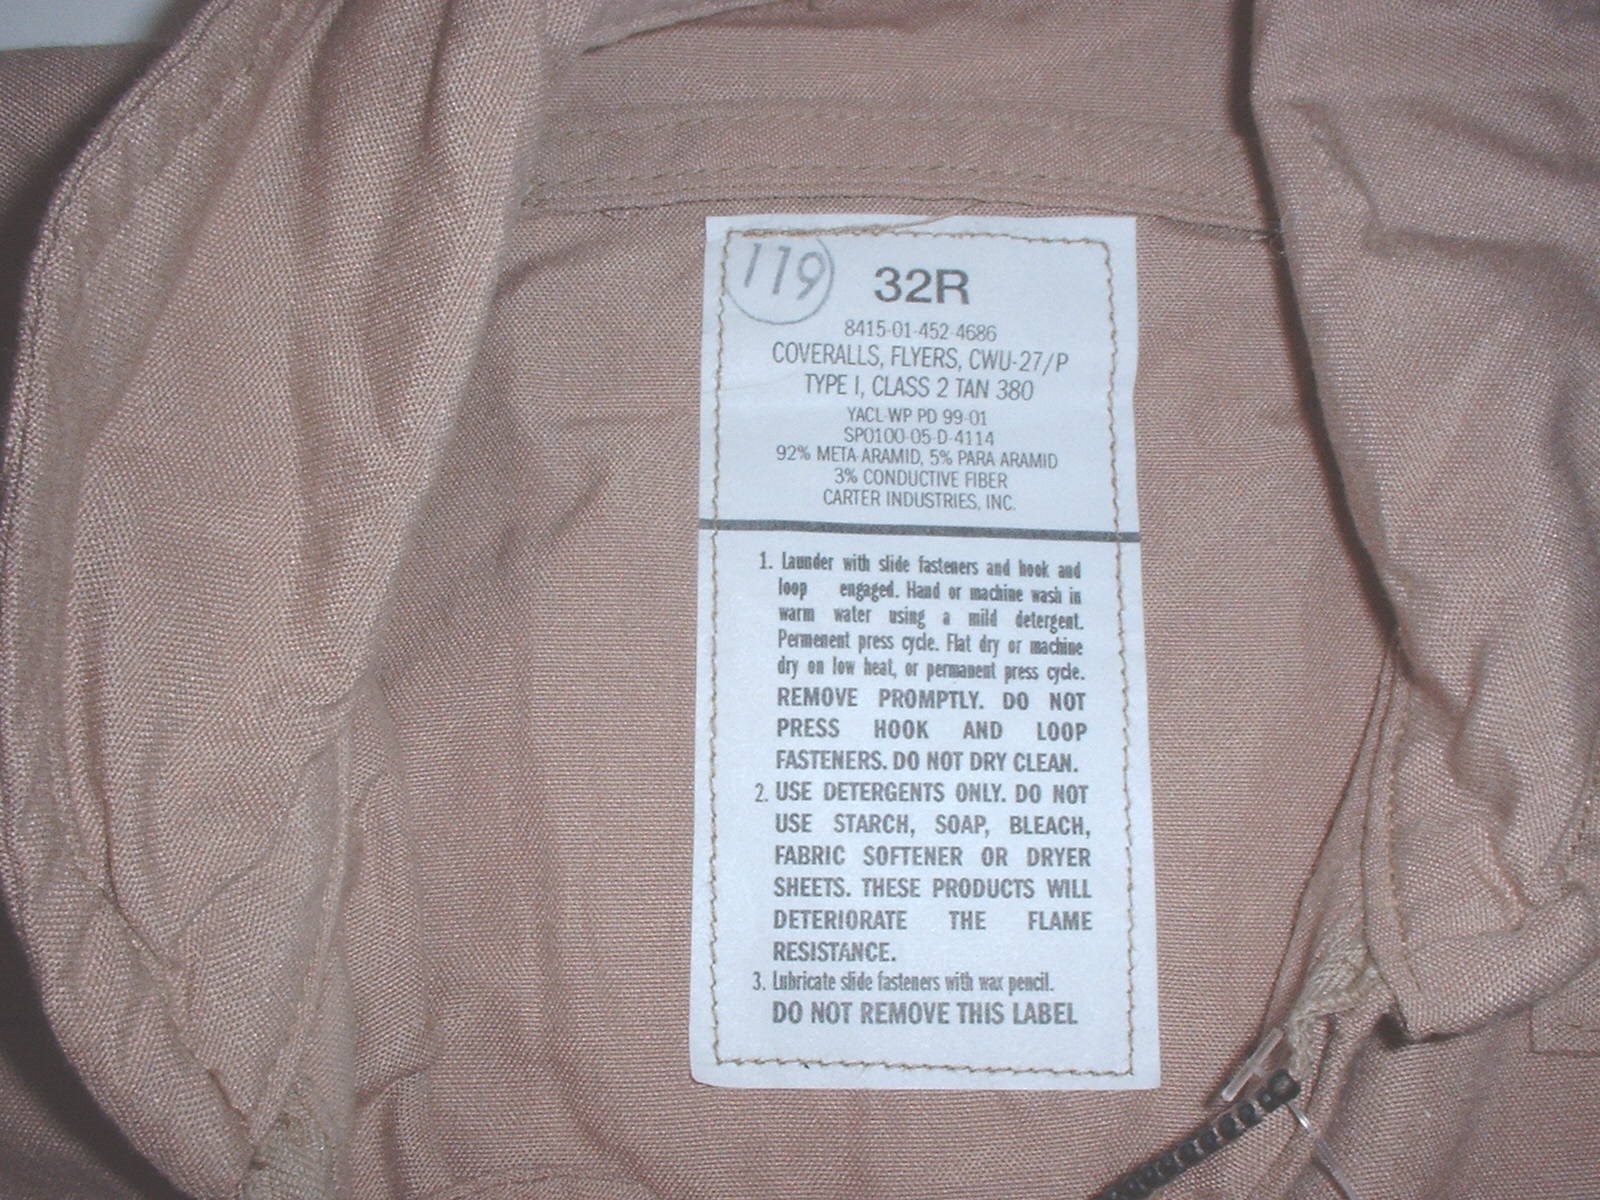 119
32R
8415-01-452-4686
COVERALLS, FLYERS, CWU-27/P
TYPE I, CLASS 2 TAN 380
YACL-WP PD 99-01
SP0100-05-D-4114
92% META-ARAMID, 5% PARA ARAMID
3% CONDUCTIVE FIBER
CARTER INDUSTRIES, INC.
1. Launder with slide fasteners and hook and
loop engaged. Hand or machine wash in
warm water using a mild detergent.
Permenent press cycle. Flat dry or machine
dry on low heat, or permanent press cycle.
REMOVE PROMPTLY. DO NOT
PRESS HOOK AND LOOP
FASTENERS. DO NOT DRY CLEAN.
2. USE DETERGENTS ONLY. DO NOT
USE STARCH, SOAP, BLEACH,
FABRIC SOFTENER OR DRYER
SHEETS. THESE PRODUCTS WILL
DETERIORATE THE FLAME
RESISTANCE.
3. Lubricate slide fasteners with wax pencil.
DO NOT REMOVE THIS LABEL